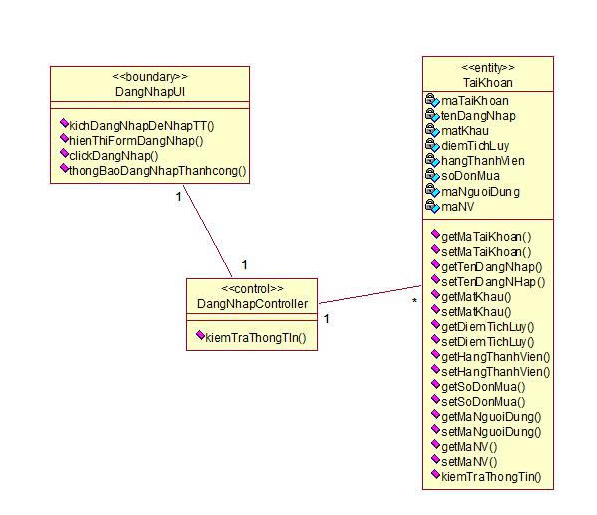 <<boundary>>
DangNhapUI
kichDangNhapDeNhapTT()
hienThiFormDangNhap()
clickDangNhap()
thongBaoDangNhapThanhcong()
1
1
<<control>>
DangNhapController
kiemTraThongTIn()
1
*
<<entity>>
TaiKhoan
maTaiKhoan
tenDangNhap
matKhau
diemTichLuy
hangThanhVien
soDonMua
maNguoiDung
maNV
getMaTaiKhoan()
setMaTaiKhoan()
getTenDangNhap()
setTenDangNHap()
getMatKhau()
setMatKhau()
getDiemTichLuy()
setDiemTichLuy()
getHangThanhVien()
setHangThanhVien()
getSoDonMua()
setSoDonMua()
getMaNguoiDung()
setMaNguoiDung()
getMaNV()
setMaNV()
kiemTraThongTin()